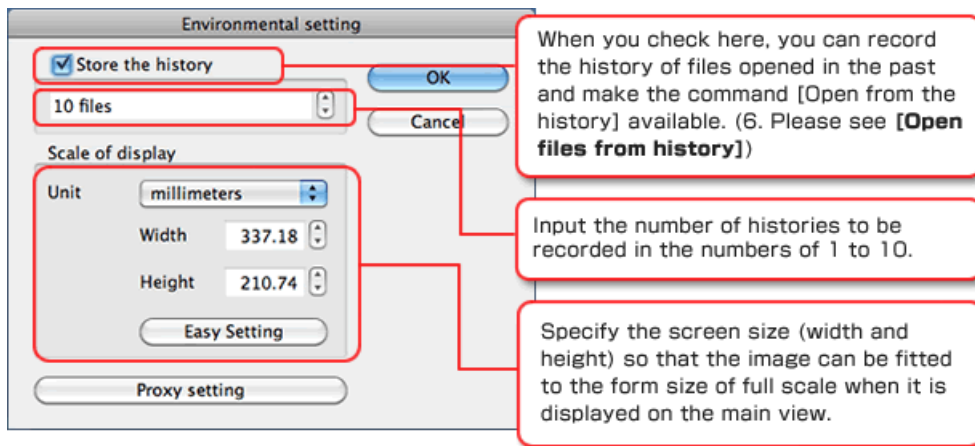 Environmental setting
Store the history
OK
10 files
Cancel
Scale of display
Unit
millimeters
Width
337.18
Height
210.74
Easy Setting
Proxy setting
When you check here, you can record
the history of files opened in the past
and make the command [Open from the
history] available. (6. Please see [Open
files from history])
Input the number of histories to be
recorded in the numbers of 1 to 10.
Specify the screen size (width and
height) so that the image can be fitted
to the form size of full scale when it is
displayed on the main view.